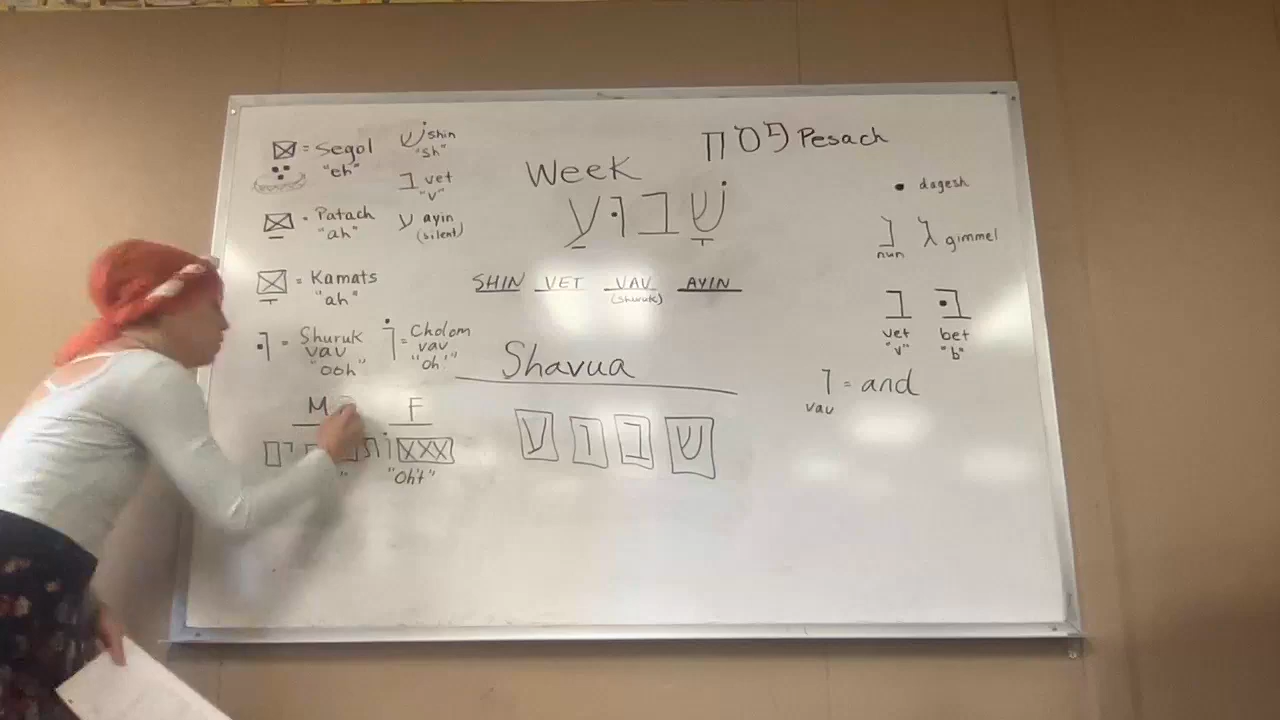 = Segol
"eh"
• Patach
"ah"
= Kamats
"ah"
וּ = Shuruk
vav
"ooh"
שׁ shin
"sh"
ב vet
"v"
ע ayin
(silent)
וֹ = Cholom
vav
"oh!"
M F
וֹת XXX
"Oh't"
Week
שָׁבוּעַ
SHIN VET VAV AYIN
(shuruk)
Shavua
ש ב ו ע
פסח Pesach
• dagesh
נ ג gimmel
nun
ב בּ
vet bet
"v" "b"
ו = and
vav